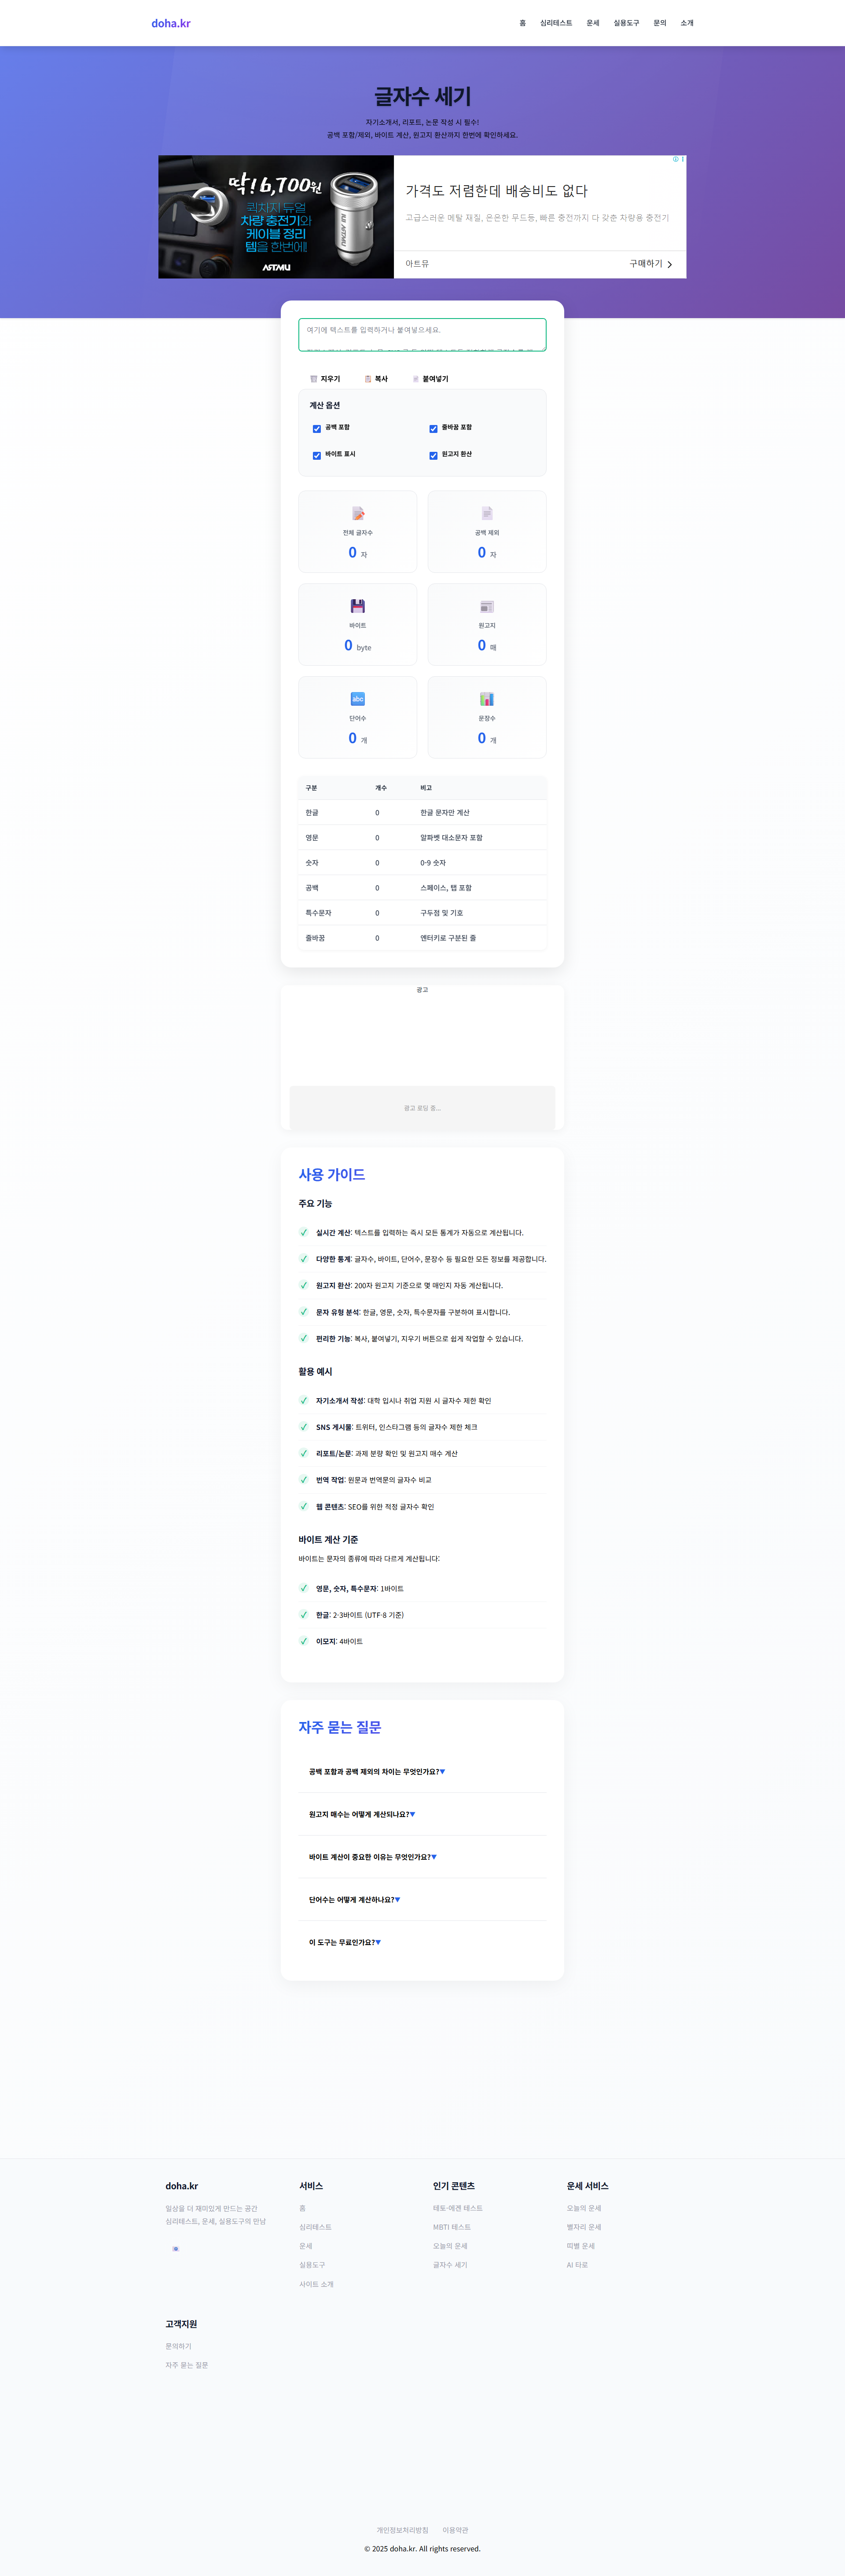 doha.kr
홈 심리테스트 운세 실용도구 문의 소개
글자수 세기
자기소개서, 리포트, 논문 작성 시 필수!
공백 포함/제외, 바이트 계산, 원고지 환산까지 한번에 확인하세요.
딱! 6,700원
퀵차지 듀얼
차량 충전기와
케이블 정리
템을 한번에!
ASTMU
가격도 저렴한데 배송비도 없다
고급스러운 메탈 재질, 은은한 무드등, 빠른 충전까지 다 갖춘 차량용 충전기
아트뮤 구매하기
여기에 텍스트를 입력하거나 붙여넣으세요.
지우기 복사 붙여넣기
계산 옵션
공백 포함 줄바꿈 포함
바이트 표시 원고지 환산
전체 글자수 공백 제외
0 자 0 자
바이트 원고지
0 byte 0 매
abc
단어수 문장수
0 개 0 개
구분 개수 비고
한글 0 한글 문자만 계산
영문 0 알파벳 대소문자 포함
숫자 0 0-9 숫자
공백 0 스페이스, 탭 포함
특수문자 0 구두점 및 기호
줄바꿈 0 엔터키로 구분된 줄
광고
광고 로딩 중...
사용 가이드
주요 기능
✓ 실시간 계산: 텍스트를 입력하는 즉시 모든 통계가 자동으로 계산됩니다.
✓ 다양한 통계: 글자수, 바이트, 단어수, 문장수 등 필요한 모든 정보를 제공합니다.
✓ 원고지 환산: 200자 원고지 기준으로 몇 매인지 자동 계산됩니다.
✓ 문자 유형 분석: 한글, 영문, 숫자, 특수문자를 구분하여 표시합니다.
✓ 편리한 기능: 복사, 붙여넣기, 지우기 버튼으로 쉽게 작업할 수 있습니다.
활용 예시
✓ 자기소개서 작성: 대학 입시나 취업 지원 시 글자수 제한 확인
✓ SNS 게시물: 트위터, 인스타그램 등의 글자수 제한 체크
✓ 리포트/논문: 과제 분량 확인 및 원고지 매수 계산
✓ 번역 작업: 원문과 번역문의 글자수 비교
✓ 웹 콘텐츠: SEO를 위한 적정 글자수 확인
바이트 계산 기준
바이트는 문자의 종류에 따라 다르게 계산됩니다:
✓ 영문, 숫자, 특수문자: 1바이트
✓ 한글: 2-3바이트 (UTF-8 기준)
✓ 이모지: 4바이트
자주 묻는 질문
공백 포함과 공백 제외의 차이는 무엇인가요?▼
원고지 매수는 어떻게 계산되나요?▼
바이트 계산이 중요한 이유는 무엇인가요?▼
단어수는 어떻게 계산하나요?▼
이 도구는 무료인가요?▼
doha.kr 서비스 인기 콘텐츠 운세 서비스
일상을 더 재미있게 만드는 공간 홈 테토-에겐 테스트 오늘의 운세
심리테스트, 운세, 실용도구의 만남 심리테스트 MBTI 테스트 별자리 운세
운세 오늘의 운세 띠별 운세
실용도구 글자수 세기 AI 타로
사이트 소개
고객지원
문의하기
자주 묻는 질문
개인정보처리방침 이용약관
© 2025 doha.kr. All rights reserved.